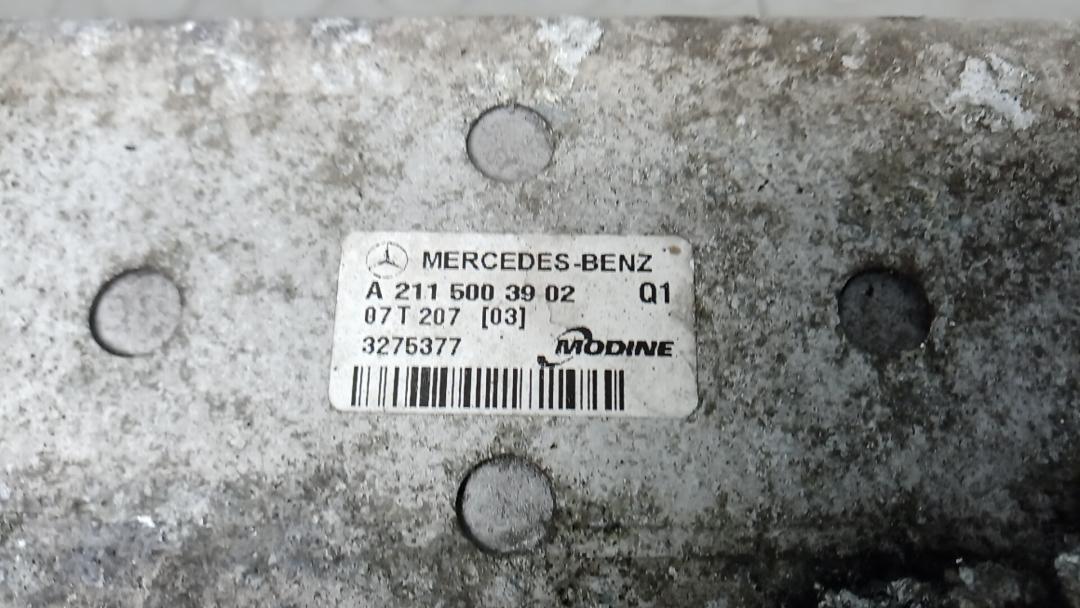 MERCEDES-BENZ
A 211 500 39 02 Q1
07 T 207 [03]
3275377 MODINE